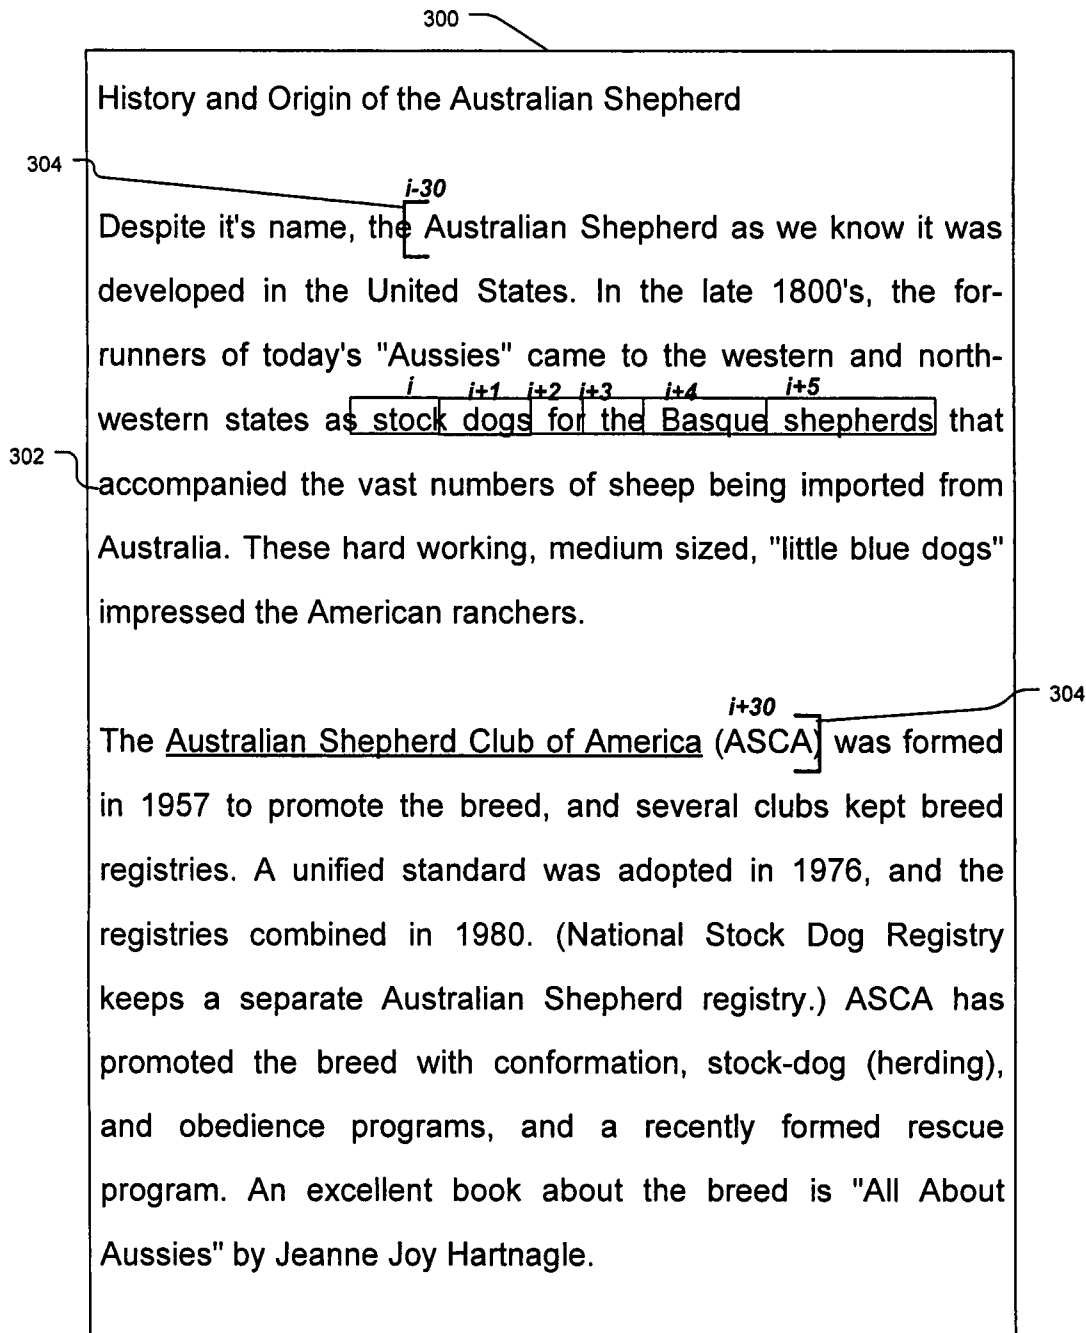 300
History and Origin of the Australian Shepherd
304
i-30
Despite it's name, the Australian Shepherd as we know it was
developed in the United States. In the late 1800's, the for-
runners of today's "Aussies" came to the western and north-
i i+1 i+2 i+3 i+4 i+5
western states as stock dogs for the Basque shepherds that
302
accompanied the vast numbers of sheep being imported from
Australia. These hard working, medium sized, "little blue dogs"
impressed the American ranchers.
304
i+30
The Australian Shepherd Club of America (ASCA) was formed
in 1957 to promote the breed, and several clubs kept breed
registries. A unified standard was adopted in 1976, and the
registries combined in 1980. (National Stock Dog Registry
keeps a separate Australian Shepherd registry.) ASCA has
promoted the breed with conformation, stock-dog (herding),
and obedience programs, and a recently formed rescue
program. An excellent book about the breed is "All About
Aussies" by Jeanne Joy Hartnagle.